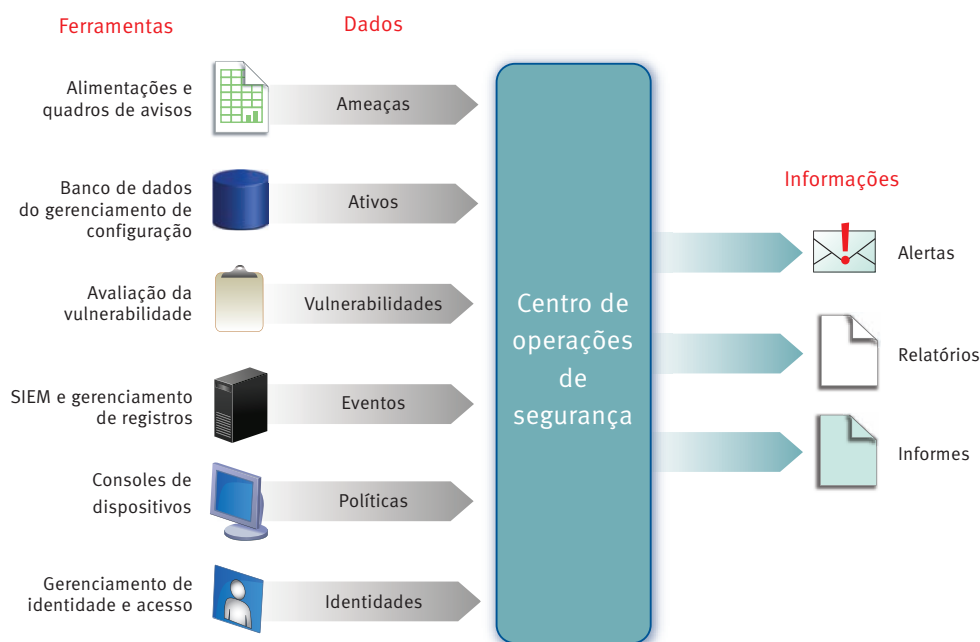 Ferramentas
Dados
Alimentações e
quadros de avisos
Ameaças
Banco de dados
do gerenciamento de
configuração
Ativos
Avaliação da
vulnerabilidade
Vulnerabilidades
SIEM e gerenciamento
de registros
Eventos
Consoles de
dispositivos
Políticas
Gerenciamento de
identidade e acesso
Identidades
Centro de
operações
de
segurança
Informações
Alertas
Relatórios
Informes